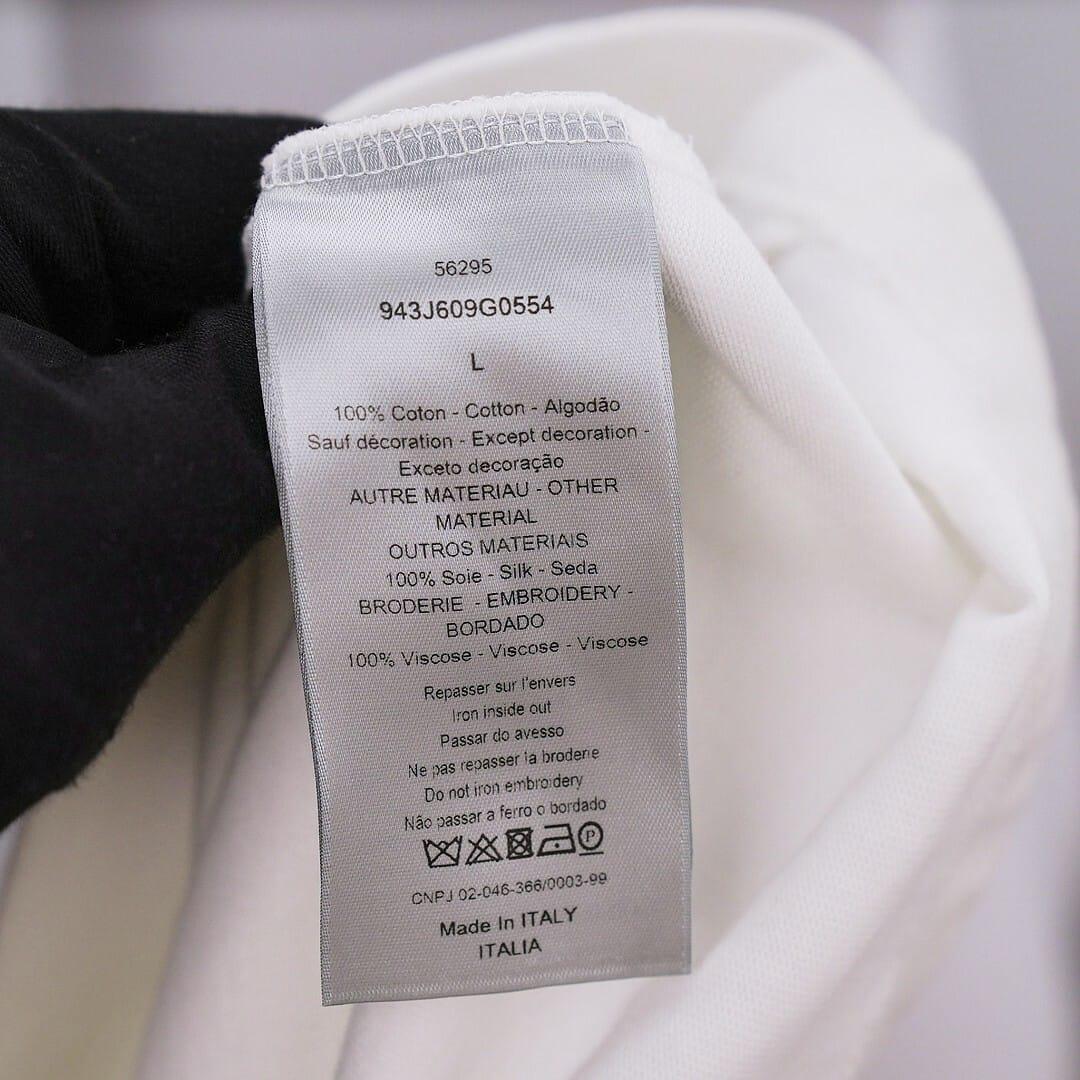 56295
943J609G0554
L
100% Coton - Cotton - Algodão
Sauf décoration - Except decoration -
Exceto decoração
AUTRE MATERIAU - OTHER
MATERIAL
OUTROS MATERIAIS
100% Soie - Silk - Seda
BRODERIE - EMBROIDERY -
BORDADO
100% Viscose - Viscose - Viscose
Repasser sur l'envers
Iron inside out
Passar do avesso
Ne pas repasser la broderie
Do not iron embroidery
Não passar a ferro o bordado
P
CNPJ 02-046-366/0003-99
Made In ITALY
ITALIA